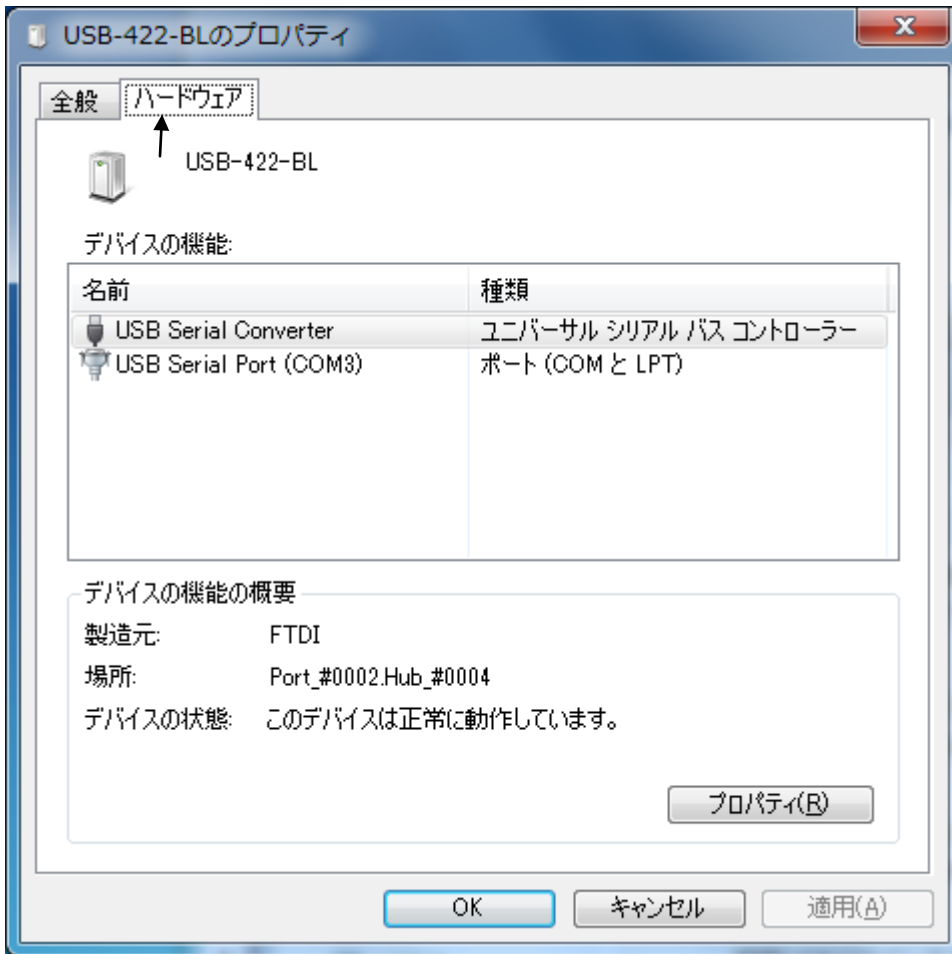 USB-422-BLのプロパティ
全般 ハードウェア
USB-422-BL
デバイスの機能:
名前 種類
USB Serial Converter ユニバーサル シリアル バス コントローラー
USB Serial Port (COM3) ポート (COM と LPT)
デバイスの機能の概要
製造元: FTDI
場所: Port_#0002.Hub_#0004
デバイスの状態: このデバイスは正常に動作しています。
プロパティ(R)
OK キャンセル 適用(A)